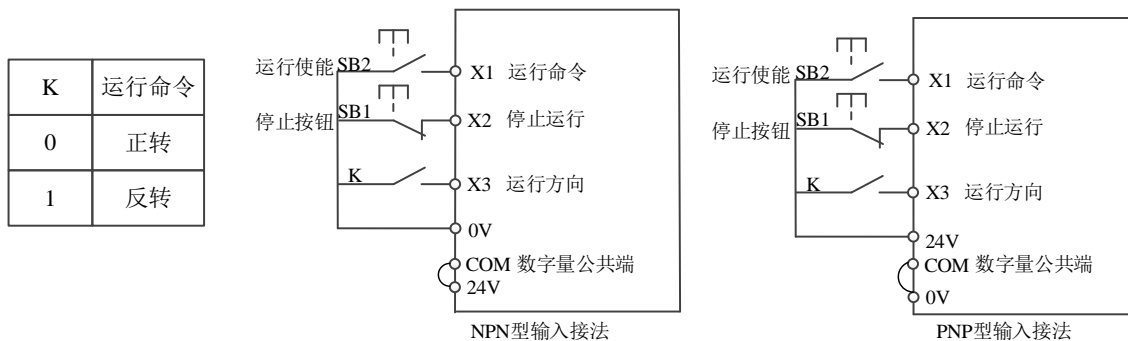 K 运行命令
0 正转
1 反转
运行使能 SB2 X1 运行命令
停止按钮 SB1 X2 停止运行
K X3 运行方向
0V
COM 数字量公共端
24V
NPN型输入接法
运行使能 SB2 X1 运行命令
停止按钮 SB1 X2 停止运行
K X3 运行方向
24V
COM 数字量公共端
0V
PNP型输入接法